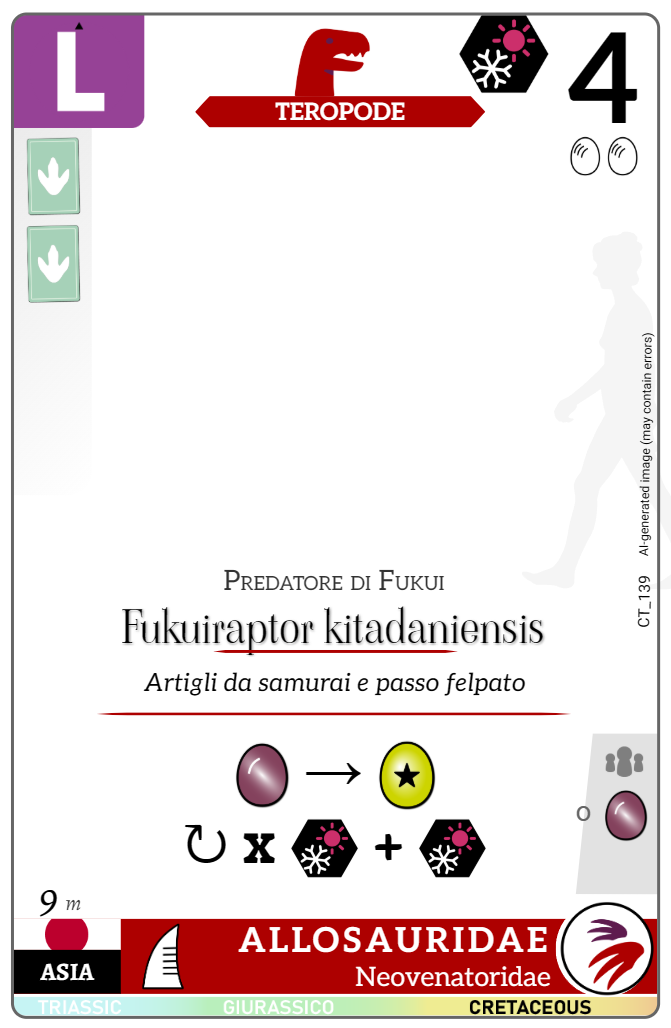 L
TEROPODE
4
AI-generated image (may contain errors)
CT_139
PREDATORE DI FUKUI
Fukuiraptor kitadaniensis
Artigli da samurai e passo felpato
x
+
O
9 m
ASIA
ALLOSAURIDAE
Neovenatoridae
TRIASSIC
GIURASSICO
CRETACEOUS